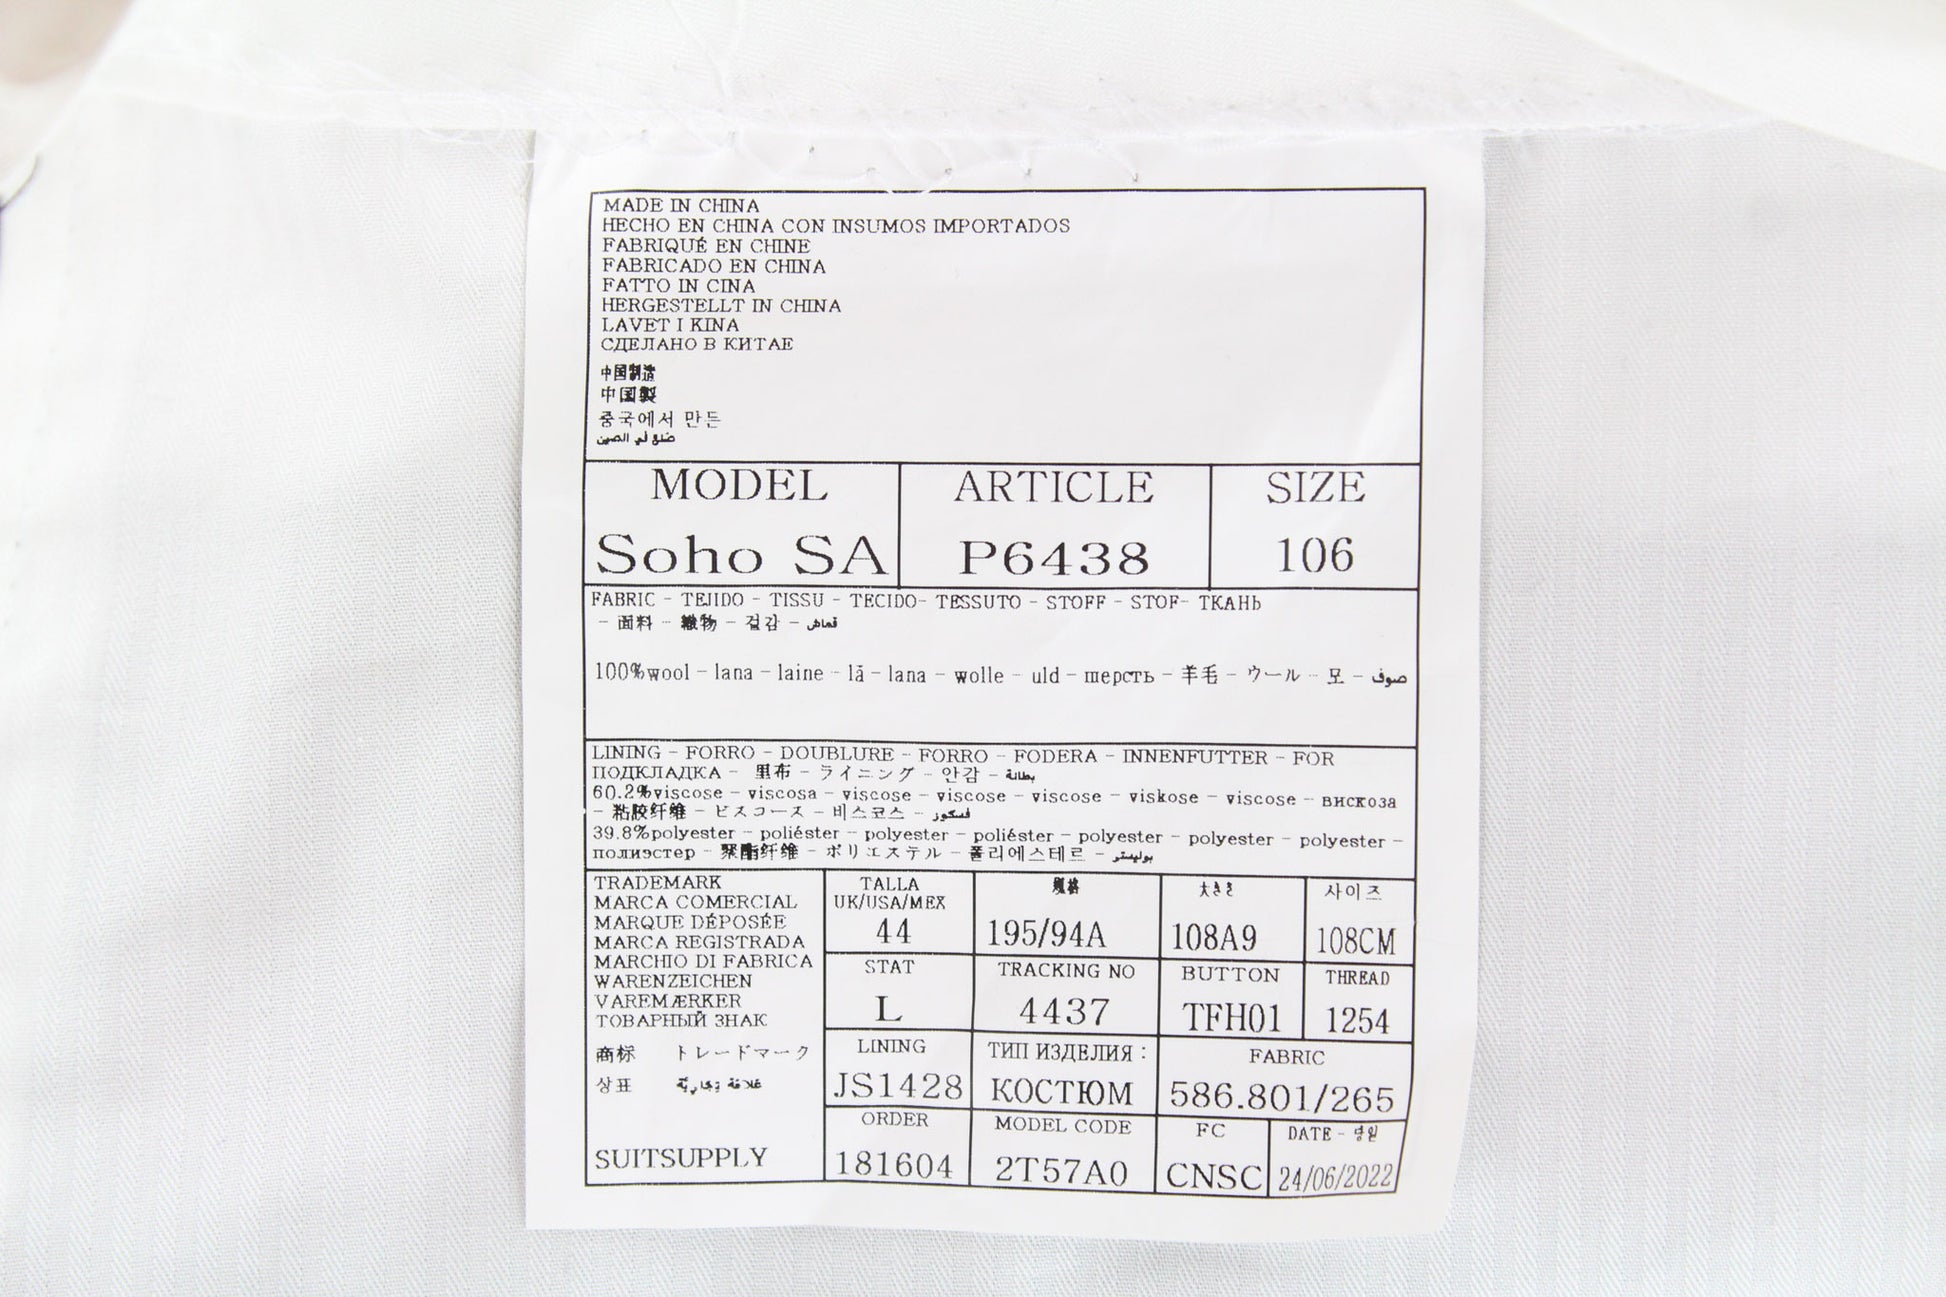 MADE IN CHINA
HECHO EN CHINA CON INSUMOS IMPORTADOS
FABRIQUÉ EN CHINE
FABRICADO EN CHINA
FATTO IN CINA
HERGESTELLT IN CHINA
LAVET I KINA
СДЕЛАНО В КИТАЕ
中国制造
中国製
중국에서 만든
الصين
MODEL ARTICLE SIZE
Soho SA P6438 106
FABRIC - TEJIDO - TISSU - TECIDO- TESSUTO - STOFF - STOF- ТКАНЬ
- 面料 - 織物 - 겉감 - قماش
100%wool - lana - laine - lã - lana - wolle - uld - шерсть - 羊毛 - ウール - 모 - صوف
LINING - FORRO - DOUBLURE - FORRO - FODERA - INNENFUTTER - FOR
ПОДКЛАДКА - 里布 - ライニング - 안감 - بطانة
60.2%viscose - viscosa - viscose - viscose - viscose - viskose - viscose - вискоза
- 粘胶纤维 - ビスコース - 비스코스 - فسكوز
39.8%polyester - poliéster - polyester - poliéster - polyester - polyester - polyester -
полиэстер - 聚酯纤维 - ポリエステル - 폴리에스테르 - بوليستر
TRADEMARK
MARCA COMERCIAL
MARQUE DÉPOSÉE
MARCA REGISTRADA
MARCHIO DI FABRICA
WARENZEICHEN
VAREMÆRKER
ТОВАРНЫЙ ЗНАК
商标 トレードマーク
상표 علامة تجارية
SUITSUPPLY
TALLA 规格 大きさ 사이즈
UK/USA/MEX
44 195/94A 108A9 108CM
STAT TRACKING NO BUTTON THREAD
L 4437 TFH01 1254
LINING ТИП ИЗДЕЛИЯ : FABRIC
JS1428 КОСТЮМ 586.801/265
ORDER MODEL CODE FC DATE -
181604 2T57A0 CNSC 24/06/2022